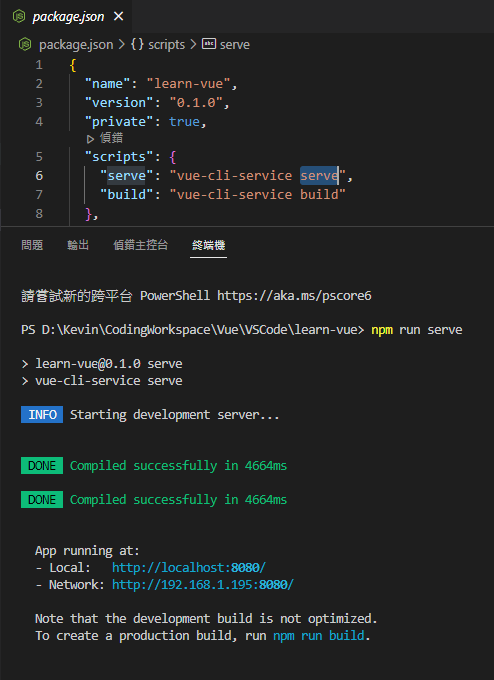 package.json ×
package.json > {} scripts > serve
1 {
2 "name": "learn-vue",
3 "version": "0.1.0",
4 "private": true,
偵錯
5 "scripts": {
6 "serve": "vue-cli-service serve",
7 "build": "vue-cli-service build"
8 },
問題 輸出 偵錯主控台 終端機
請嘗試新的跨平台 PowerShell https://aka.ms/pscore6
PS D:\Kevin\CodingWorkspace\Vue\VSCode\learn-vue> npm run serve
> learn-vue@0.1.0 serve
> vue-cli-service serve
INFO Starting development server...
DONE Compiled successfully in 4664ms
DONE Compiled successfully in 4664ms
App running at:
- Local: http://localhost:8080/
- Network: http://192.168.1.195:8080/
Note that the development build is not optimized.
To create a production build, run npm run build.